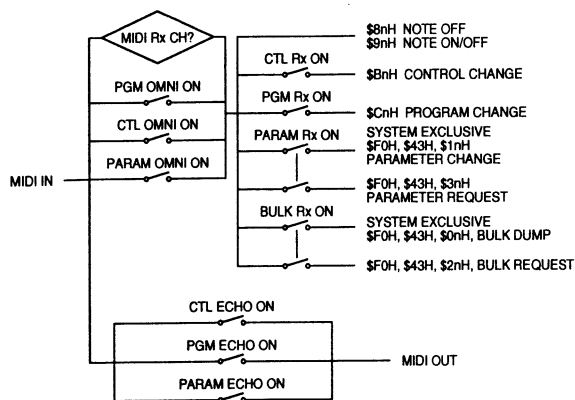 MIDI Rx CH?
PGM OMNI ON
CTL OMNI ON
PARAM OMNI ON
MIDI IN
$8nH NOTE OFF
$9nH NOTE ON/OFF
CTL Rx ON
$BnH CONTROL CHANGE
PGM Rx ON
$CnH PROGRAM CHANGE
PARAM Rx ON
SYSTEM EXCLUSIVE
$F0H, $43H, $1nH
PARAMETER CHANGE
$F0H, $43H, $3nH
PARAMETER REQUEST
BULK Rx ON
SYSTEM EXCLUSIVE
$F0H, $43H, $0nH, BULK DUMP
$F0H, $43H, $2nH, BULK REQUEST
CTL ECHO ON
PGM ECHO ON
MIDI OUT
PARAM ECHO ON